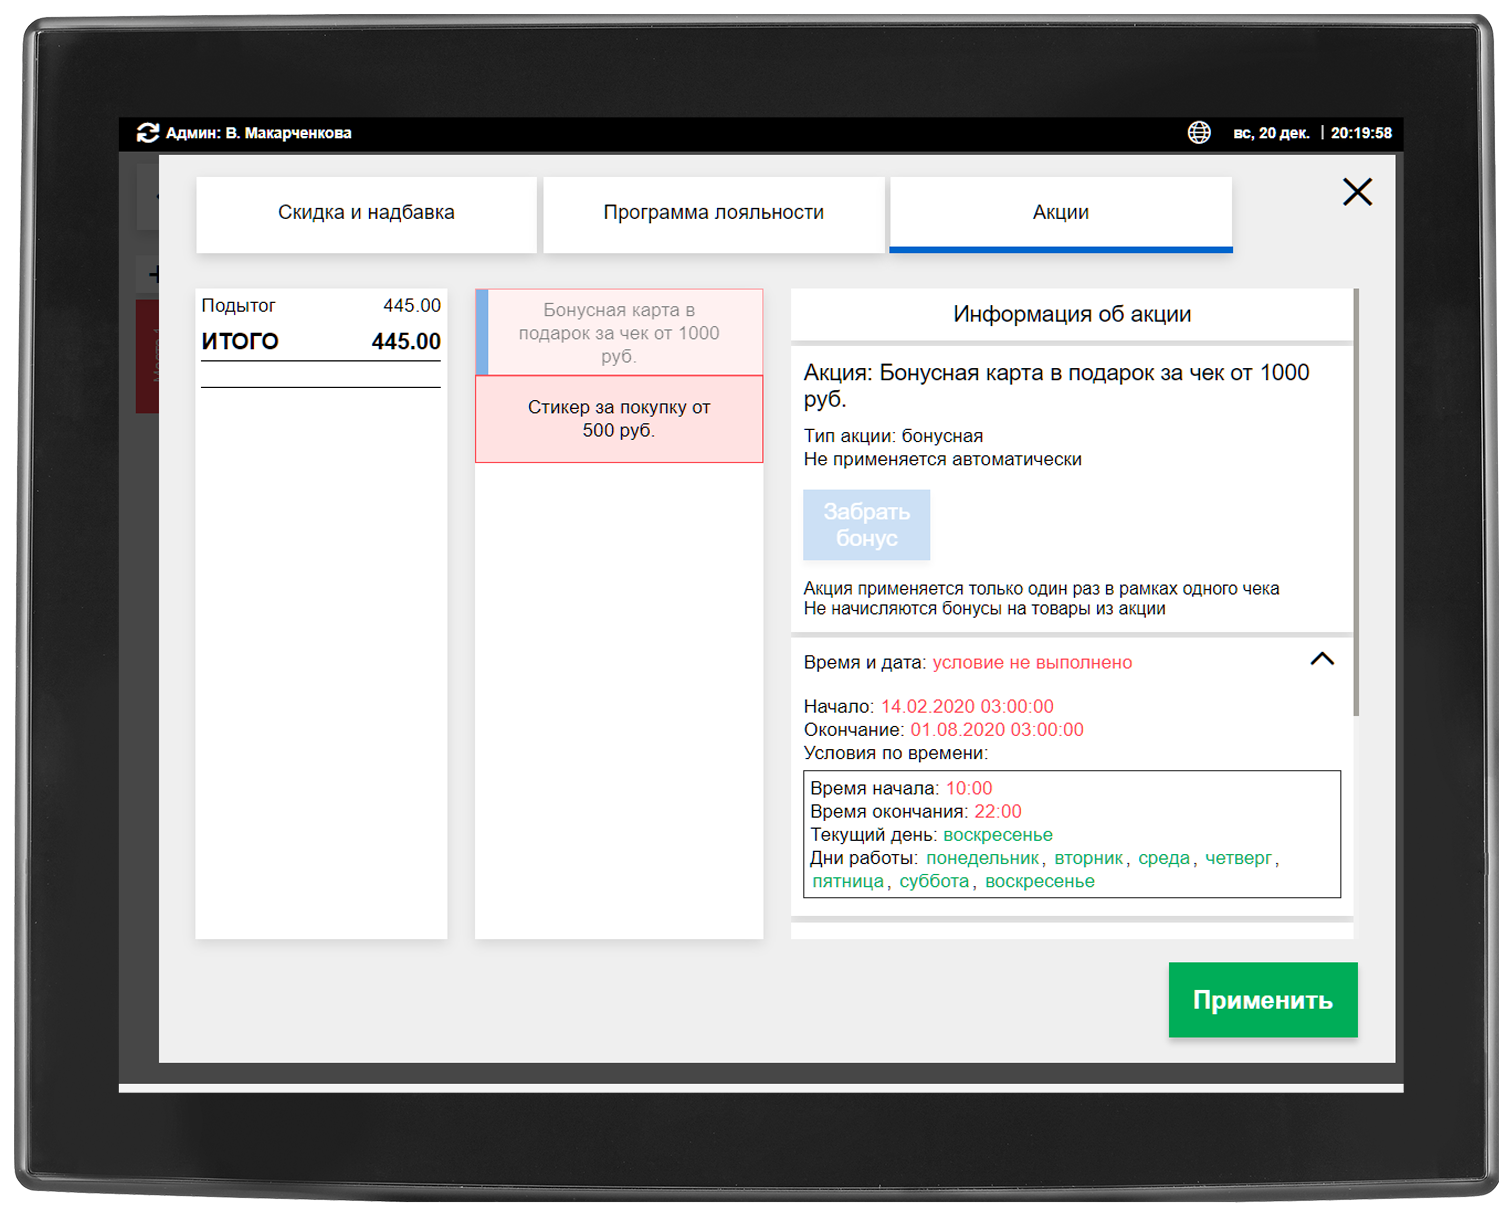 Админ: В. Макарченкова
вс, 20 дек. | 20:19:58
Скидка и надбавка
Программа лояльности
Акции
Подытог 445.00
ИТОГО 445.00
Бонусная карта в
подарок за чек от 1000
руб.
Стикер за покупку от
500 руб.
Информация об акции
Акция: Бонусная карта в подарок за чек от 1000
руб.
Тип акции: бонусная
Не применяется автоматически
Забрать
бонус
Акция применяется только один раз в рамках одного чека
Не начисляются бонусы на товары из акции
Время и дата: условие не выполнено
Начало: 14.02.2020 03:00:00
Окончание: 01.08.2020 03:00:00
Условия по времени:
Время начала: 10:00
Время окончания: 22:00
Текущий день: воскресенье
Дни работы: понедельник, вторник, среда, четверг,
пятница, суббота, воскресенье
Применить